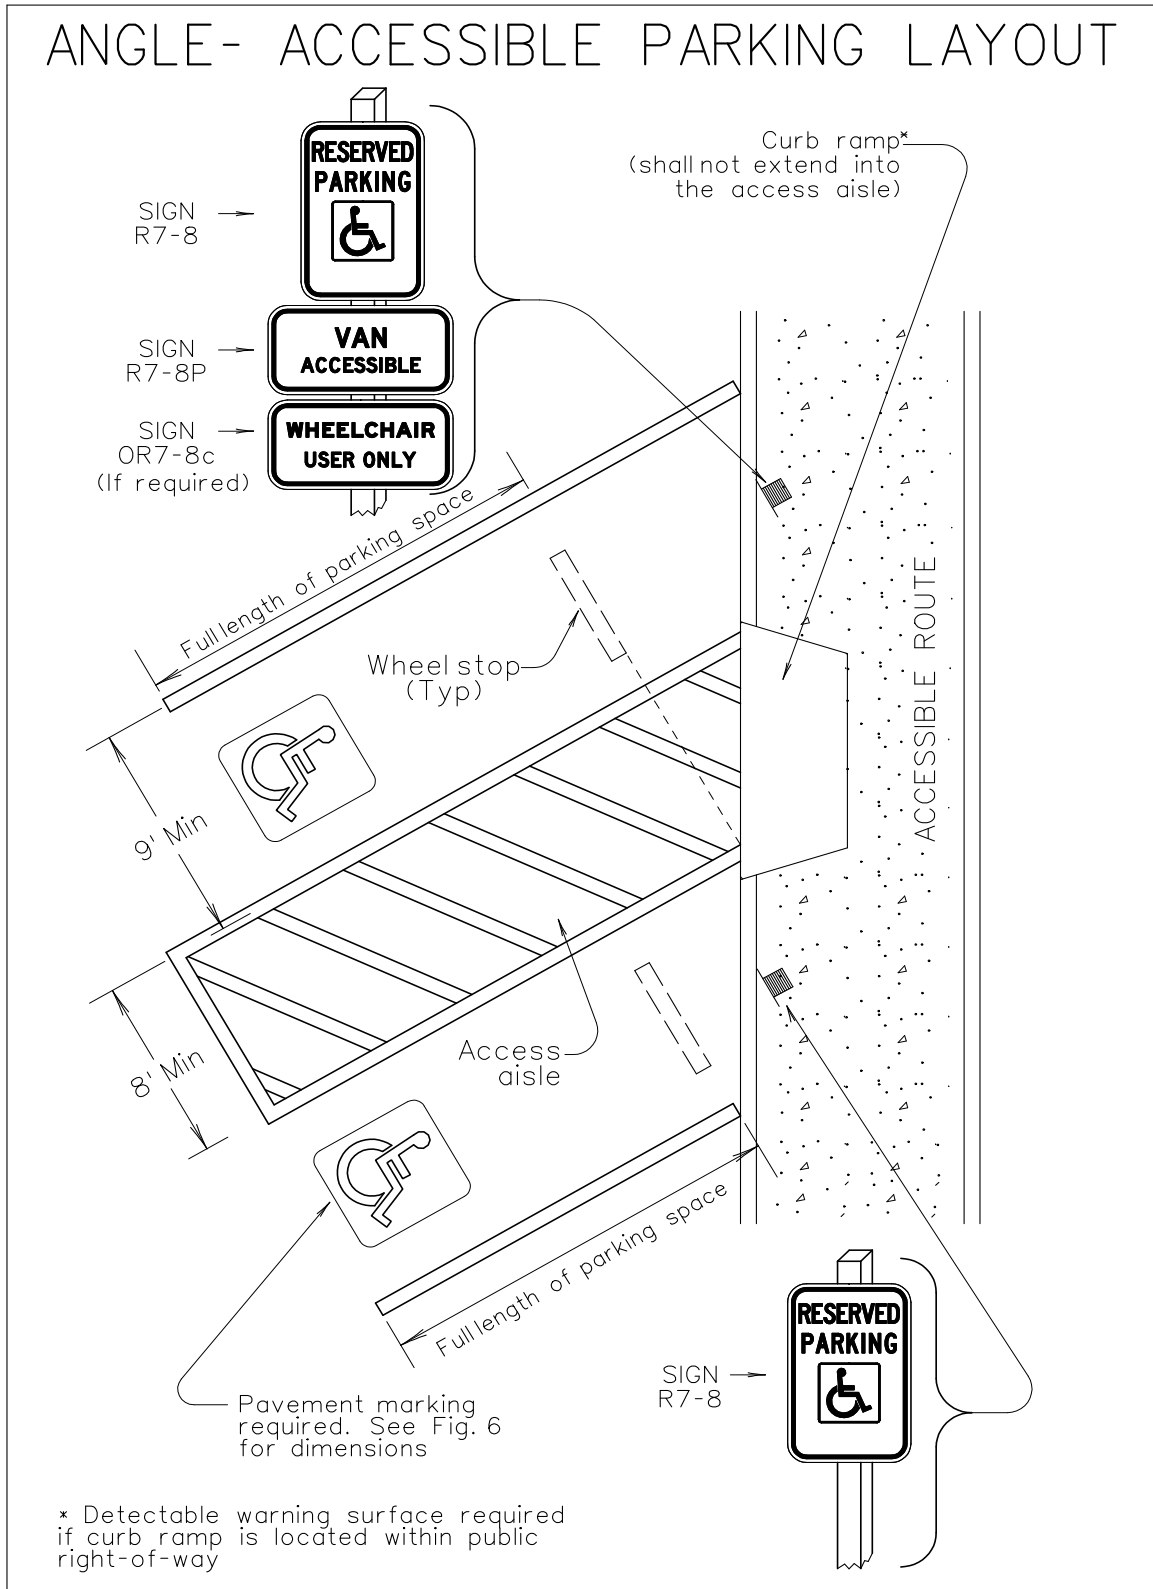 ANGLE- ACCESSIBLE PARKING LAYOUT
RESERVED
PARKING
SIGN
R7-8
VAN
ACCESSIBLE
SIGN
R7-8P
WHEELCHAIR
USER ONLY
SIGN
OR7-8c
(If required)
Curb ramp*
(shall not extend into
the access aisle)
Full length of parking space
Wheel stop
(Typ)
ACCESSIBLE ROUTE
9' Min
8' Min
Access
aisle
Full length of parking space
RESERVED
PARKING
SIGN
R7-8
Pavement marking
required. See Fig. 6
for dimensions
* Detectable warning surface required
if curb ramp is located within public
right-of-way